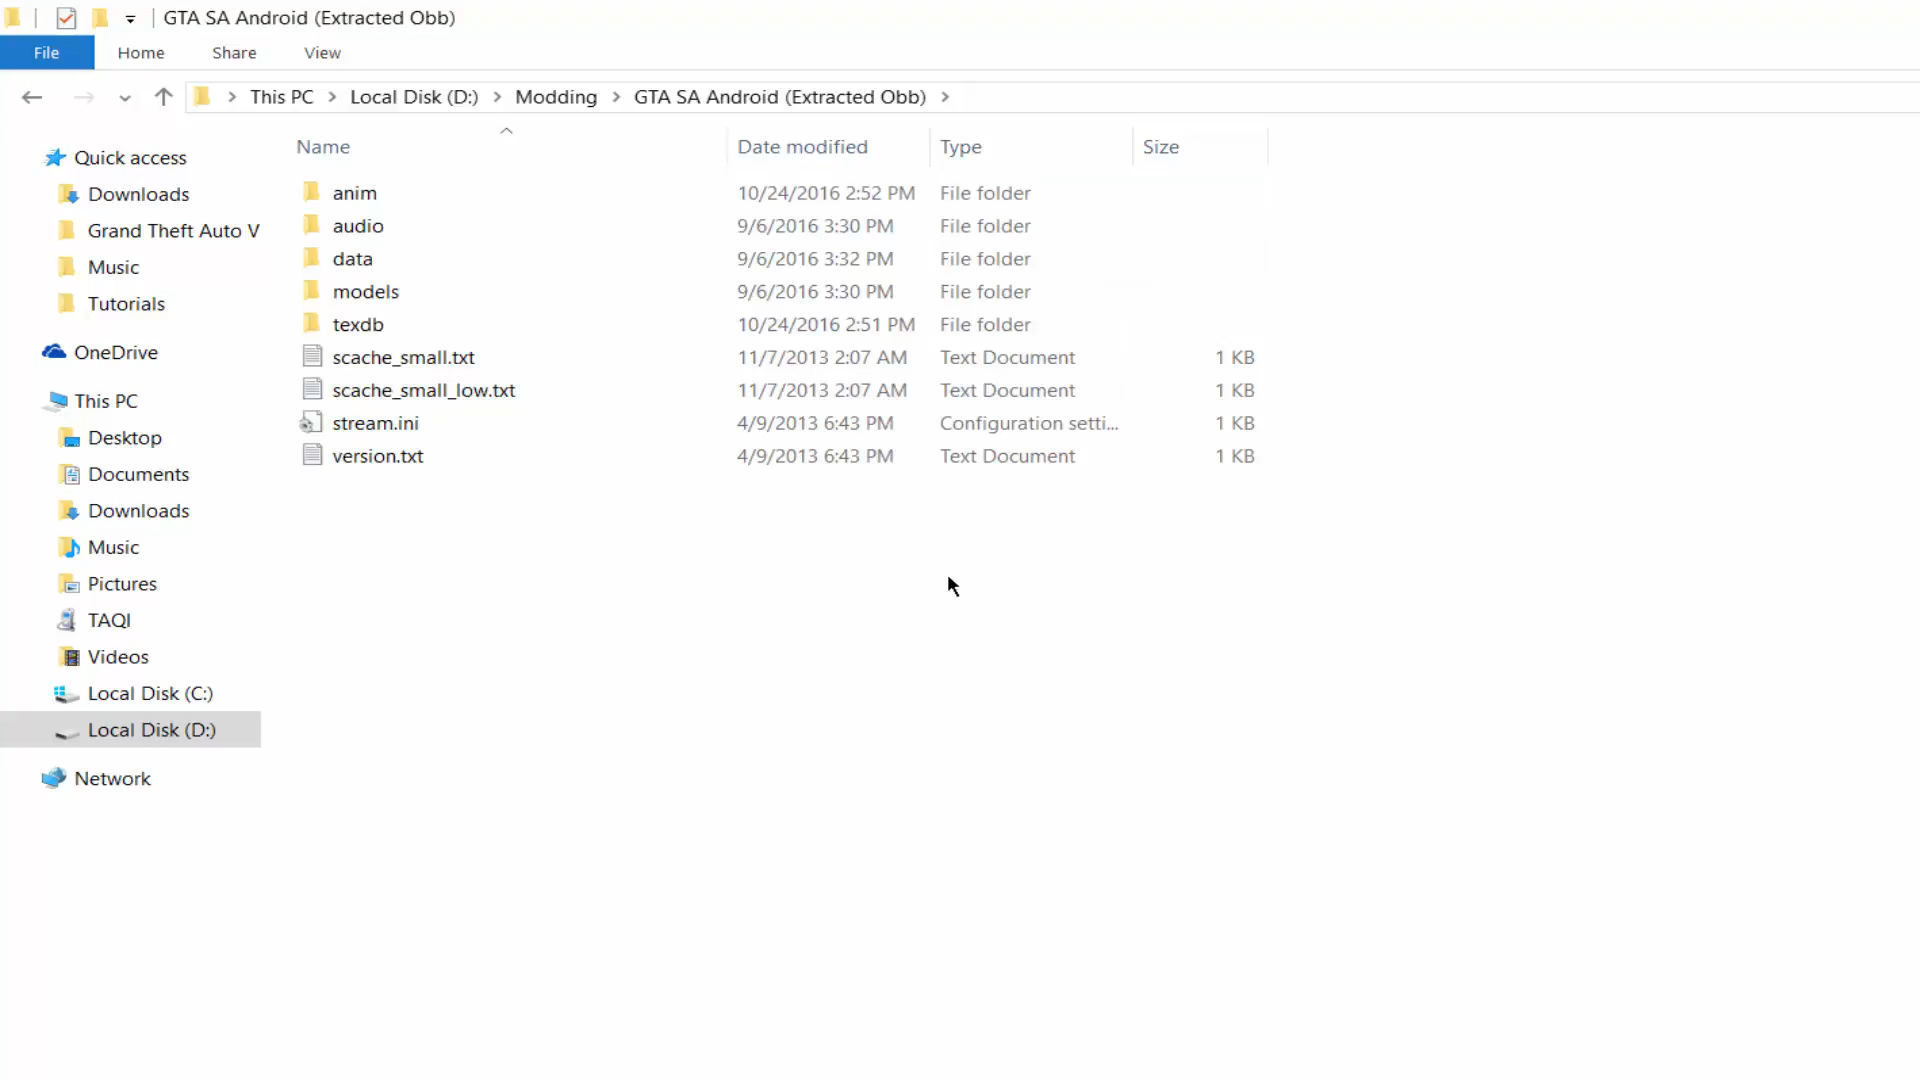 GTA SA Android (Extracted Obb)
File Home Share View
This PC Local Disk (D:) Modding GTA SA Android (Extracted Obb)
Quick access
Downloads
Grand Theft Auto V
Music
Tutorials
OneDrive
This PC
Desktop
Documents
Downloads
Music
Pictures
TAQI
Videos
Local Disk (C:)
Local Disk (D:)
Network
Name Date modified Type Size
anim 10/24/2016 2:52 PM File folder
audio 9/6/2016 3:30 PM File folder
data 9/6/2016 3:32 PM File folder
models 9/6/2016 3:30 PM File folder
texdb 10/24/2016 2:51 PM File folder
scache_small.txt 11/7/2013 2:07 AM Text Document 1 KB
scache_small_low.txt 11/7/2013 2:07 AM Text Document 1 KB
stream.ini 4/9/2013 6:43 PM Configuration setti... 1 KB
version.txt 4/9/2013 6:43 PM Text Document 1 KB